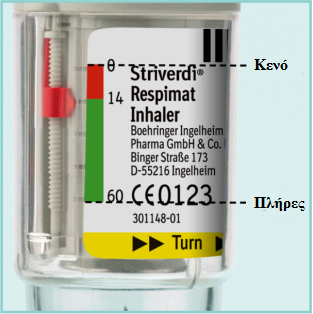 0
Κενό
Striverdi®
14
Respimat
Inhaler
Boehringer Ingelheim
Pharma GmbH & Co.
Binger Straße 173
D-55216 Ingelheim
60
CE0123
Πλήρες
301148-01
▶▶ Turn ▶